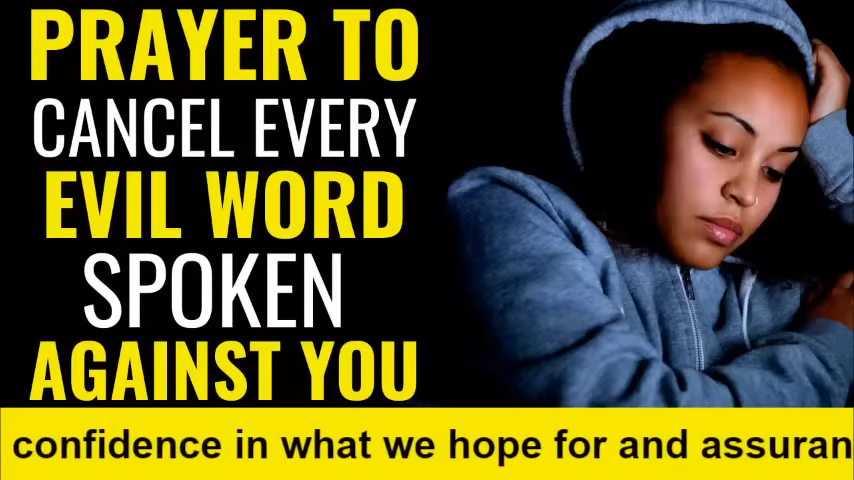 PRAYER TO
CANCEL EVERY
EVIL WORD
SPOKEN
AGAINST YOU
confidence in what we hope for and assuran